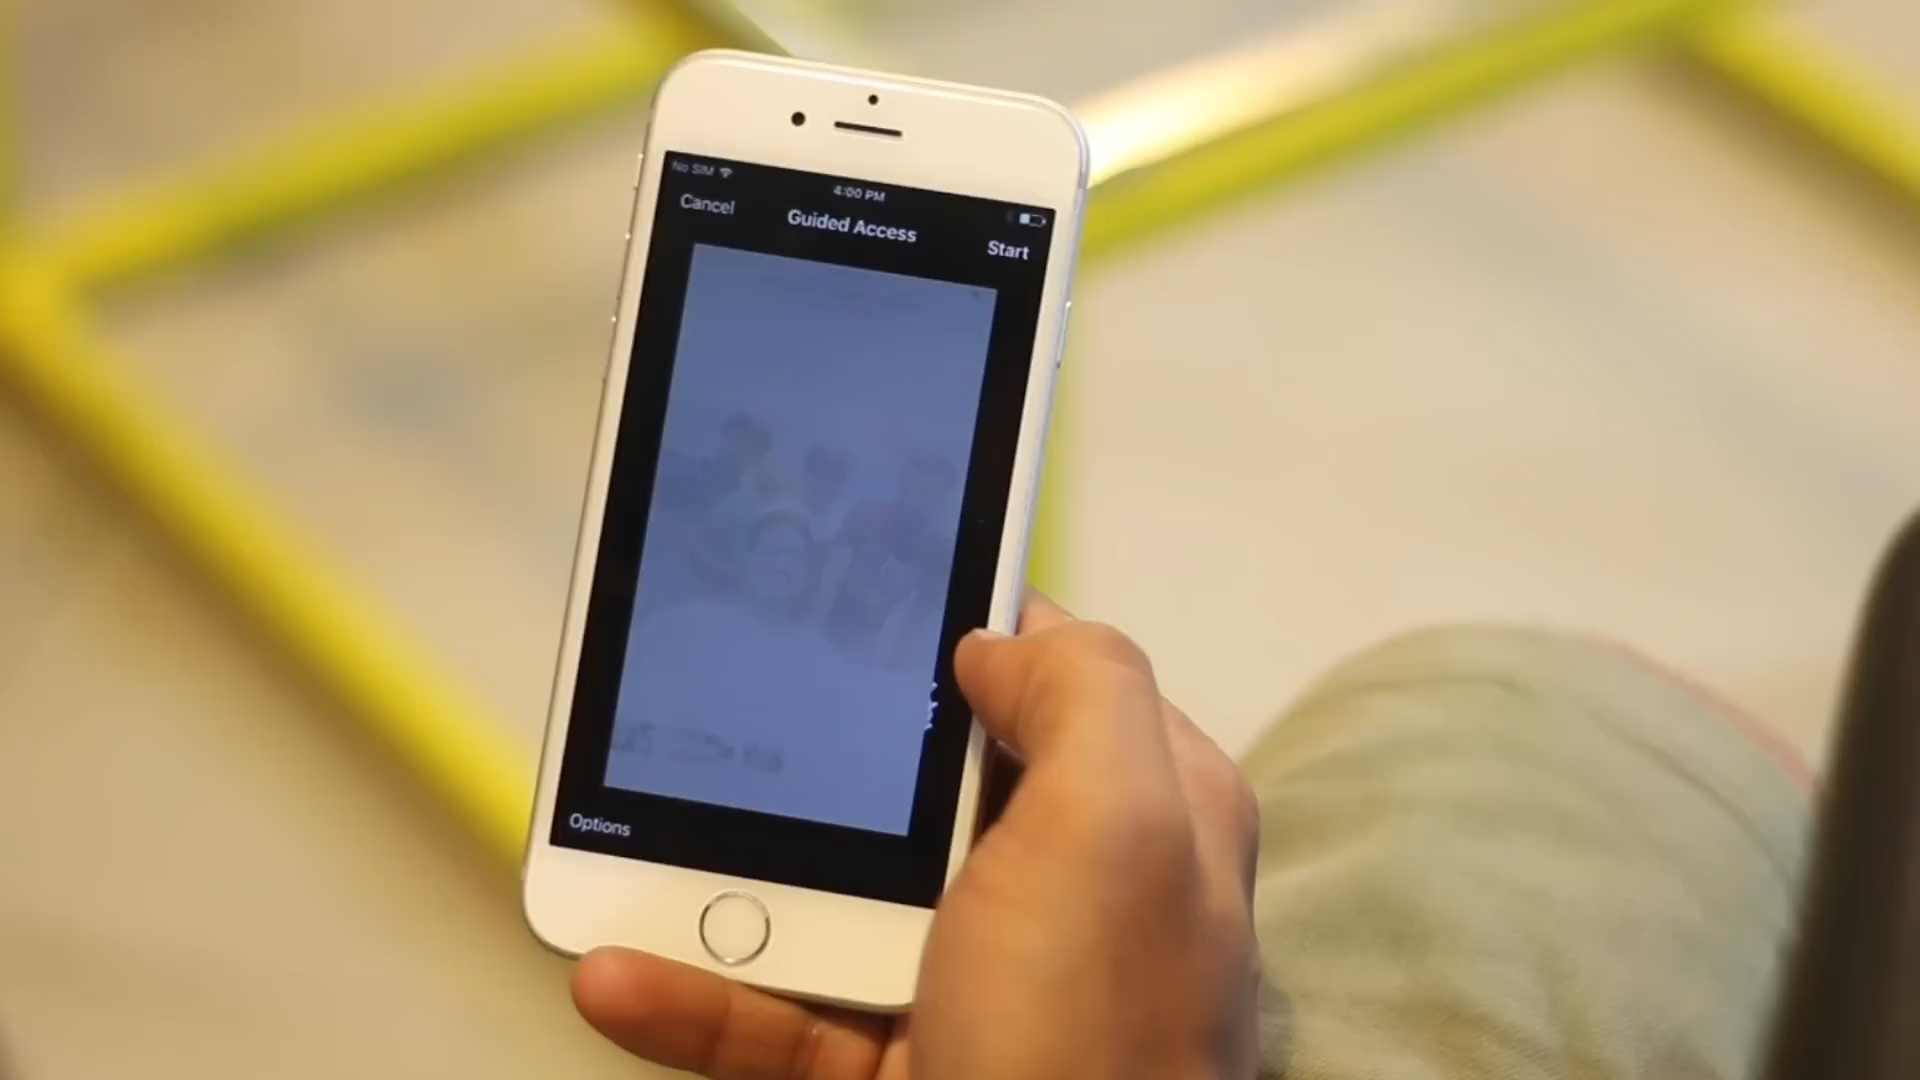 No SIM
4:00 PM
Cancel
Guided Access
Start
Options